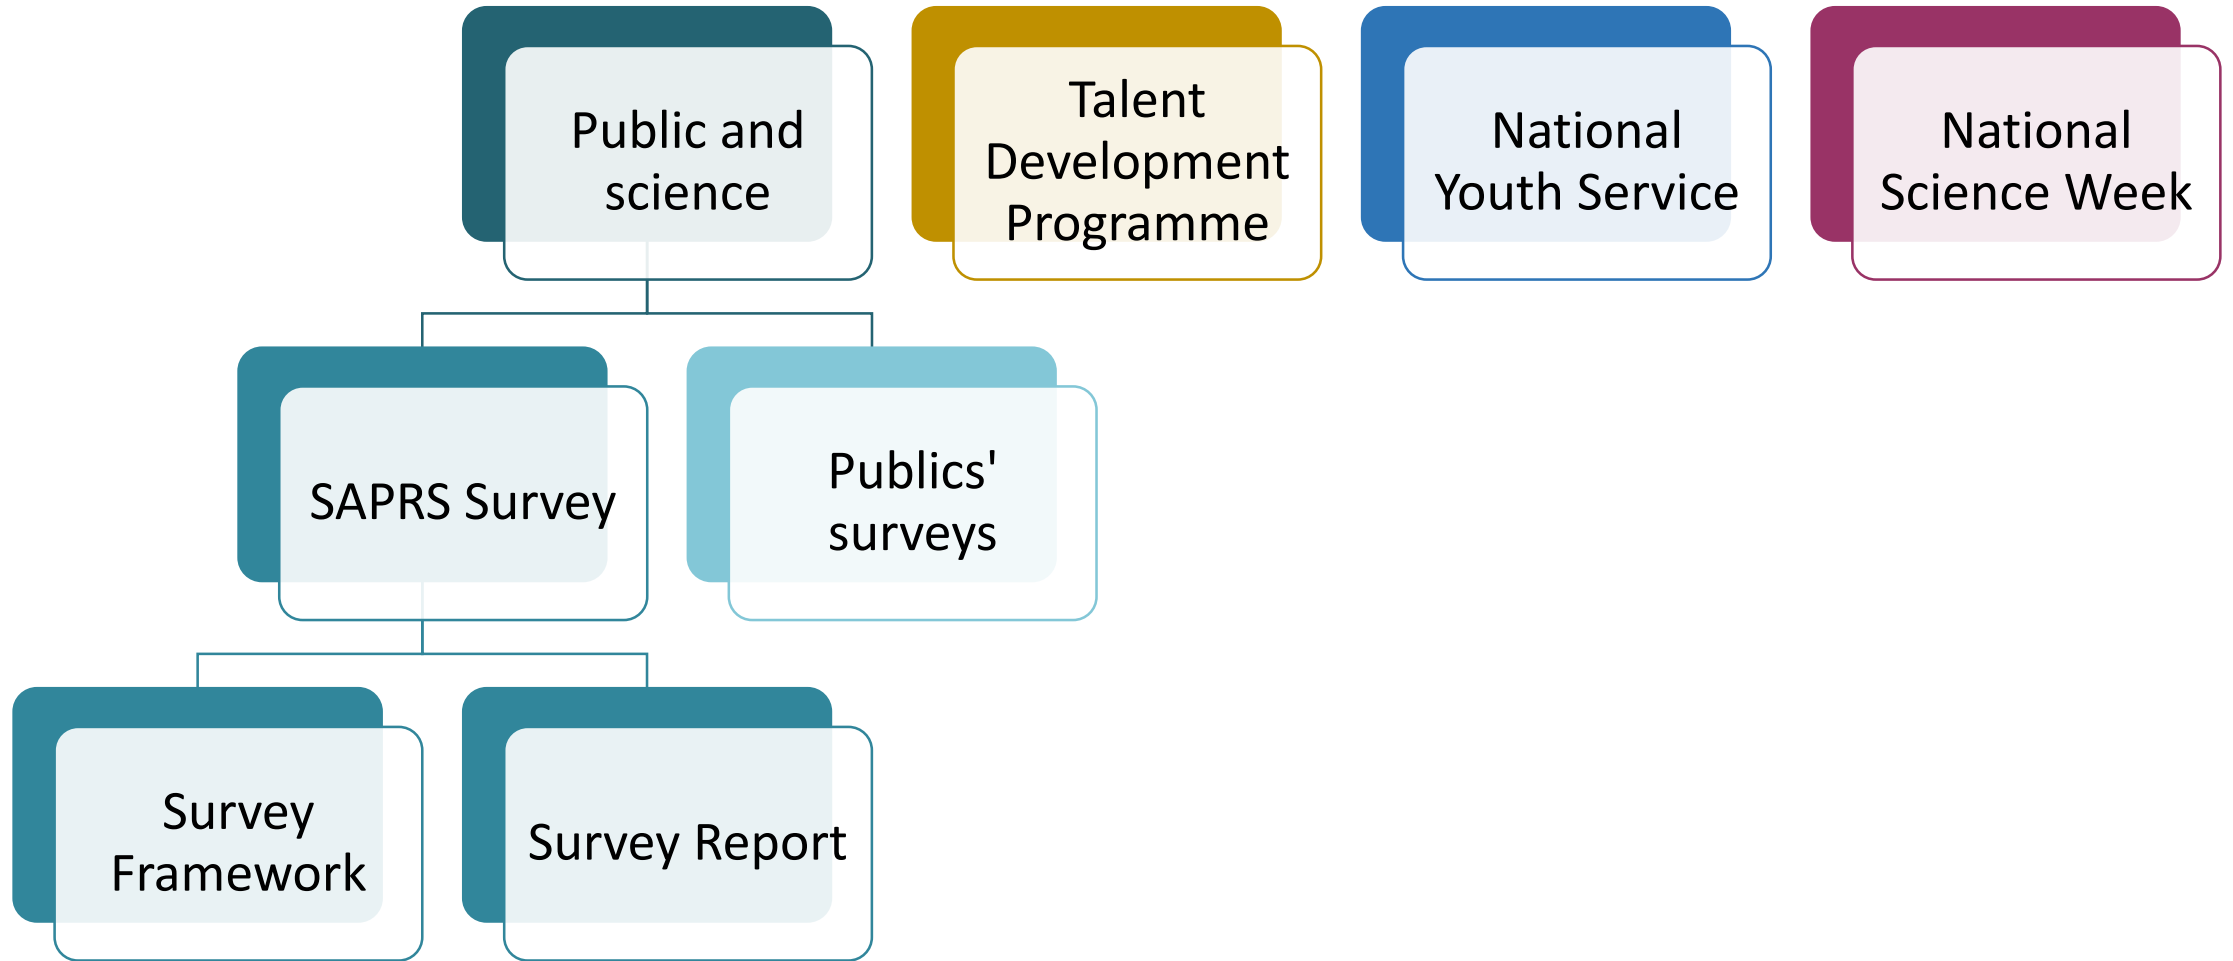 Public and
science
Talent
Development
Programme
National
Youth Service
National
Science Week
SAPRS Survey
Publics'
surveys
Survey
Framework
Survey Report